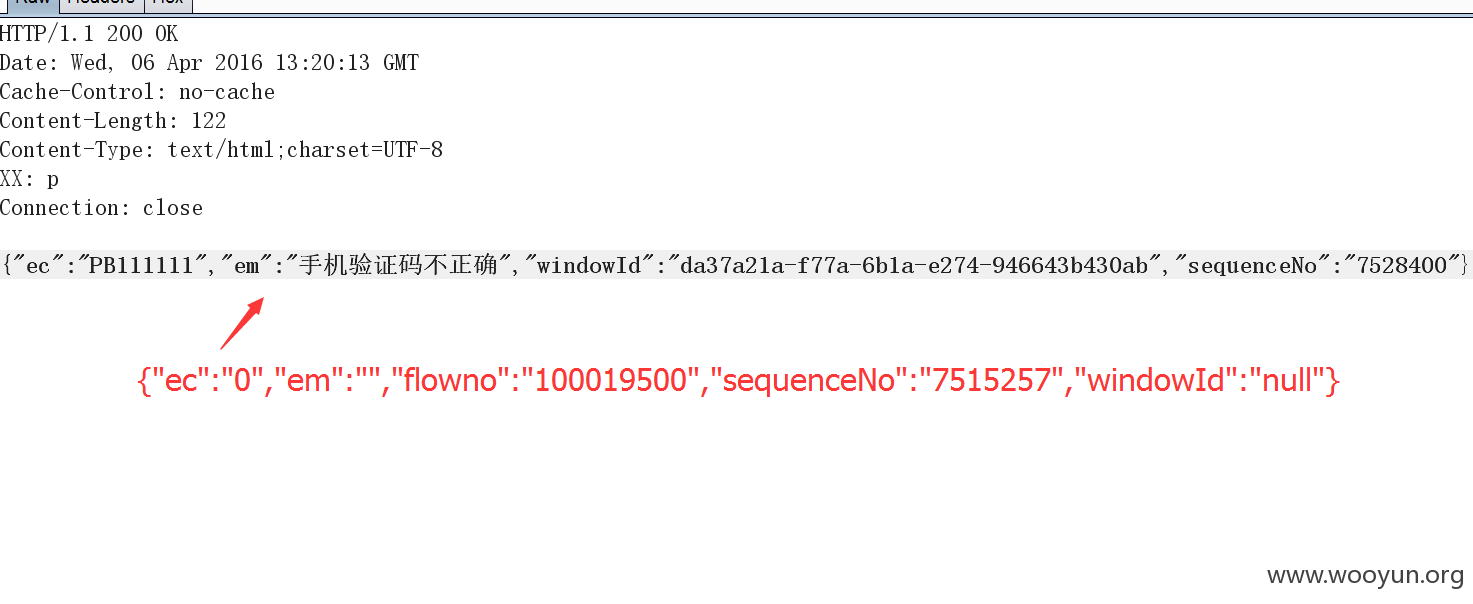 Raw Headers Hex
HTTP/1.1 200 OK
Date: Wed, 06 Apr 2016 13:20:13 GMT
Cache-Control: no-cache
Content-Length: 122
Content-Type: text/html;charset=UTF-8
XX: p
Connection: close
{"ec":"PB111111","em":"手机验证码不正确","windowId":"da37a21a-f77a-6b1a-e274-946643b430ab","sequenceNo":"7528400"}
{"ec":"0","em":"","flowno":"100019500","sequenceNo":"7515257","windowId":"null"}
www.wooyun.org